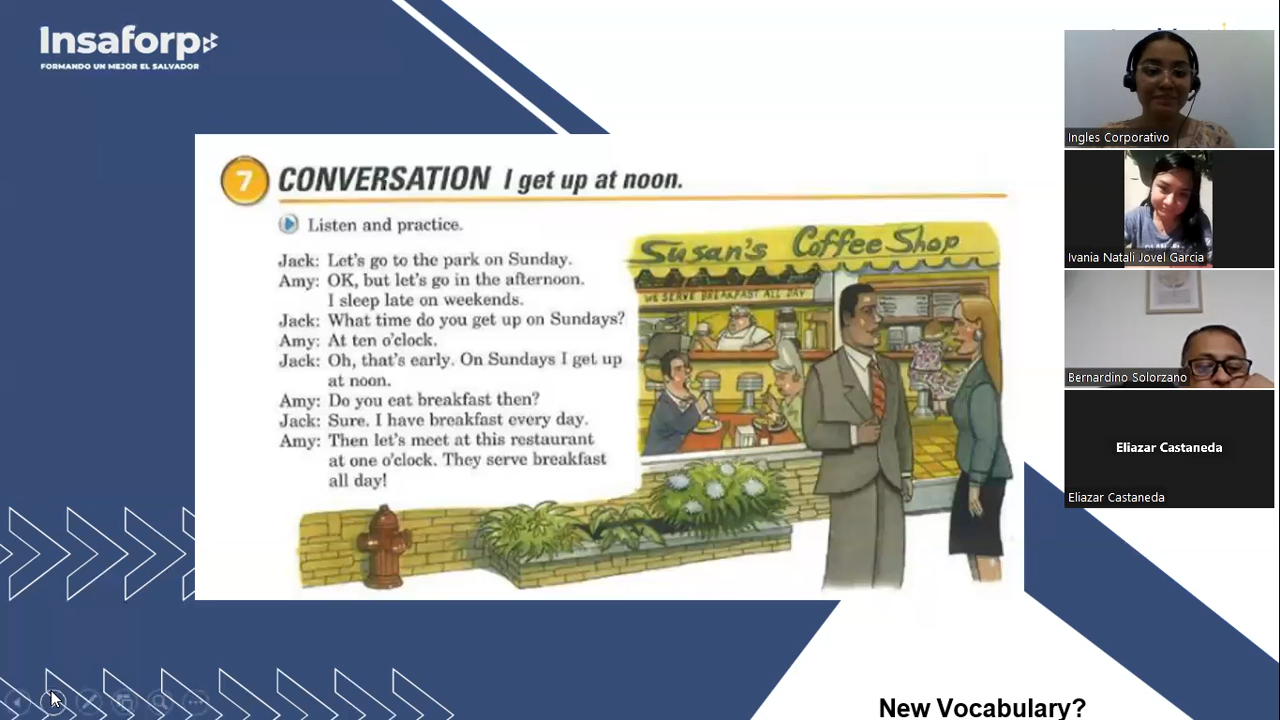 Insaforp
FORMANDO UN MEJOR EL SALVADOR
7 CONVERSATION I get up at noon.
Listen and practice.
Jack: Let's go to the park on Sunday.
Amy: OK, but let's go in the afternoon.
I sleep late on weekends.
Jack: What time do you get up on Sundays?
Amy: At ten o'clock.
Jack: Oh, that's early. On Sundays I get up
at noon.
Amy: Do you eat breakfast then?
Jack: Sure. I have breakfast every day.
Amy: Then let's meet at this restaurant
at one o'clock. They serve breakfast
all day!
Susan's Coffee Shop
WE SERVE BREAKFAST ALL DAY
New Vocabulary?
Ingles Corporativo
Ivania Natali Jovel Garcia
Bernardino Solorzano
Eliazar Castaneda
Eliazar Castaneda